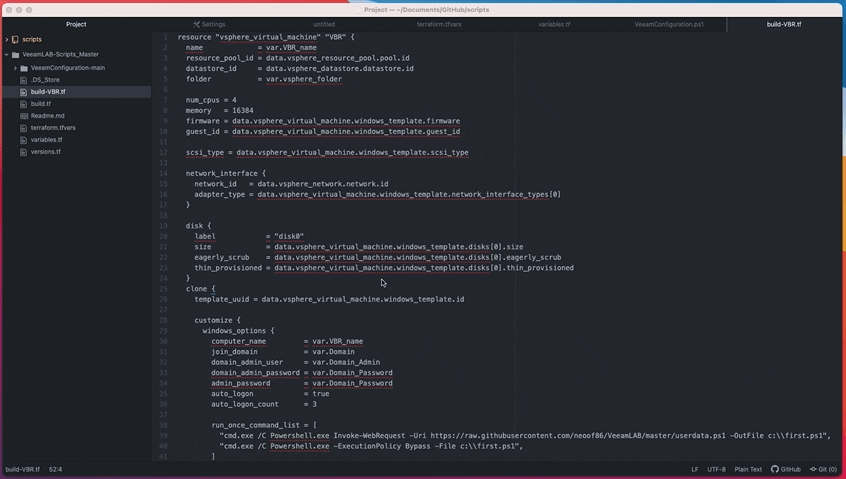 Project — ~/Documents/GitHub/scripts
Project
Settings
untitled
terraform.tfvars
variables.tf
VeeamConfiguration.ps1
build-VBR.tf
scripts
VeeamLAB-Scripts_Master
VeeamConfiguration-main
.DS_Store
build-VBR.tf
build.tf
Readme.md
terraform.tfvars
variables.tf
versions.tf
1 resource "vsphere_virtual_machine" "VBR" {
2 name = var.VBR_name
3 resource_pool_id = data.vsphere_resource_pool.pool.id
4 datastore_id = data.vsphere_datastore.datastore.id
5 folder = var.vsphere_folder
6
7 num_cpus = 4
8 memory = 16384
9 firmware = data.vsphere_virtual_machine.windows_template.firmware
10 guest_id = data.vsphere_virtual_machine.windows_template.guest_id
11
12 scsi_type = data.vsphere_virtual_machine.windows_template.scsi_type
13
14 network_interface {
15 network_id = data.vsphere_network.network.id
16 adapter_type = data.vsphere_virtual_machine.windows_template.network_interface_types[0]
17 }
18
19 disk {
20 label = "disk0"
21 size = data.vsphere_virtual_machine.windows_template.disks[0].size
22 eagerly_scrub = data.vsphere_virtual_machine.windows_template.disks[0].eagerly_scrub
23 thin_provisioned = data.vsphere_virtual_machine.windows_template.disks[0].thin_provisioned
24 }
25 clone {
26 template_uuid = data.vsphere_virtual_machine.windows_template.id
27
28 customize {
29 windows_options {
30 computer_name = var.VBR_name
31 join_domain = var.Domain
32 domain_admin_user = var.Domain_Admin
33 domain_admin_password = var.Domain_Password
34 admin_password = var.Domain_Password
35 auto_logon = true
36 auto_logon_count = 3
37
38 run_once_command_list = [
39 "cmd.exe /C Powershell.exe Invoke-WebRequest -Uri https://raw.githubusercontent.com/neoof86/VeeamLAB/master/userdata.ps1 -OutFile c:\\first.ps1",
40 "cmd.exe /C Powershell.exe -ExecutionPolicy Bypass -File c:\\first.ps1",
41 ]
build-VBR.tf 52:4
LF UTF-8 Plain Text GitHub Git (0)